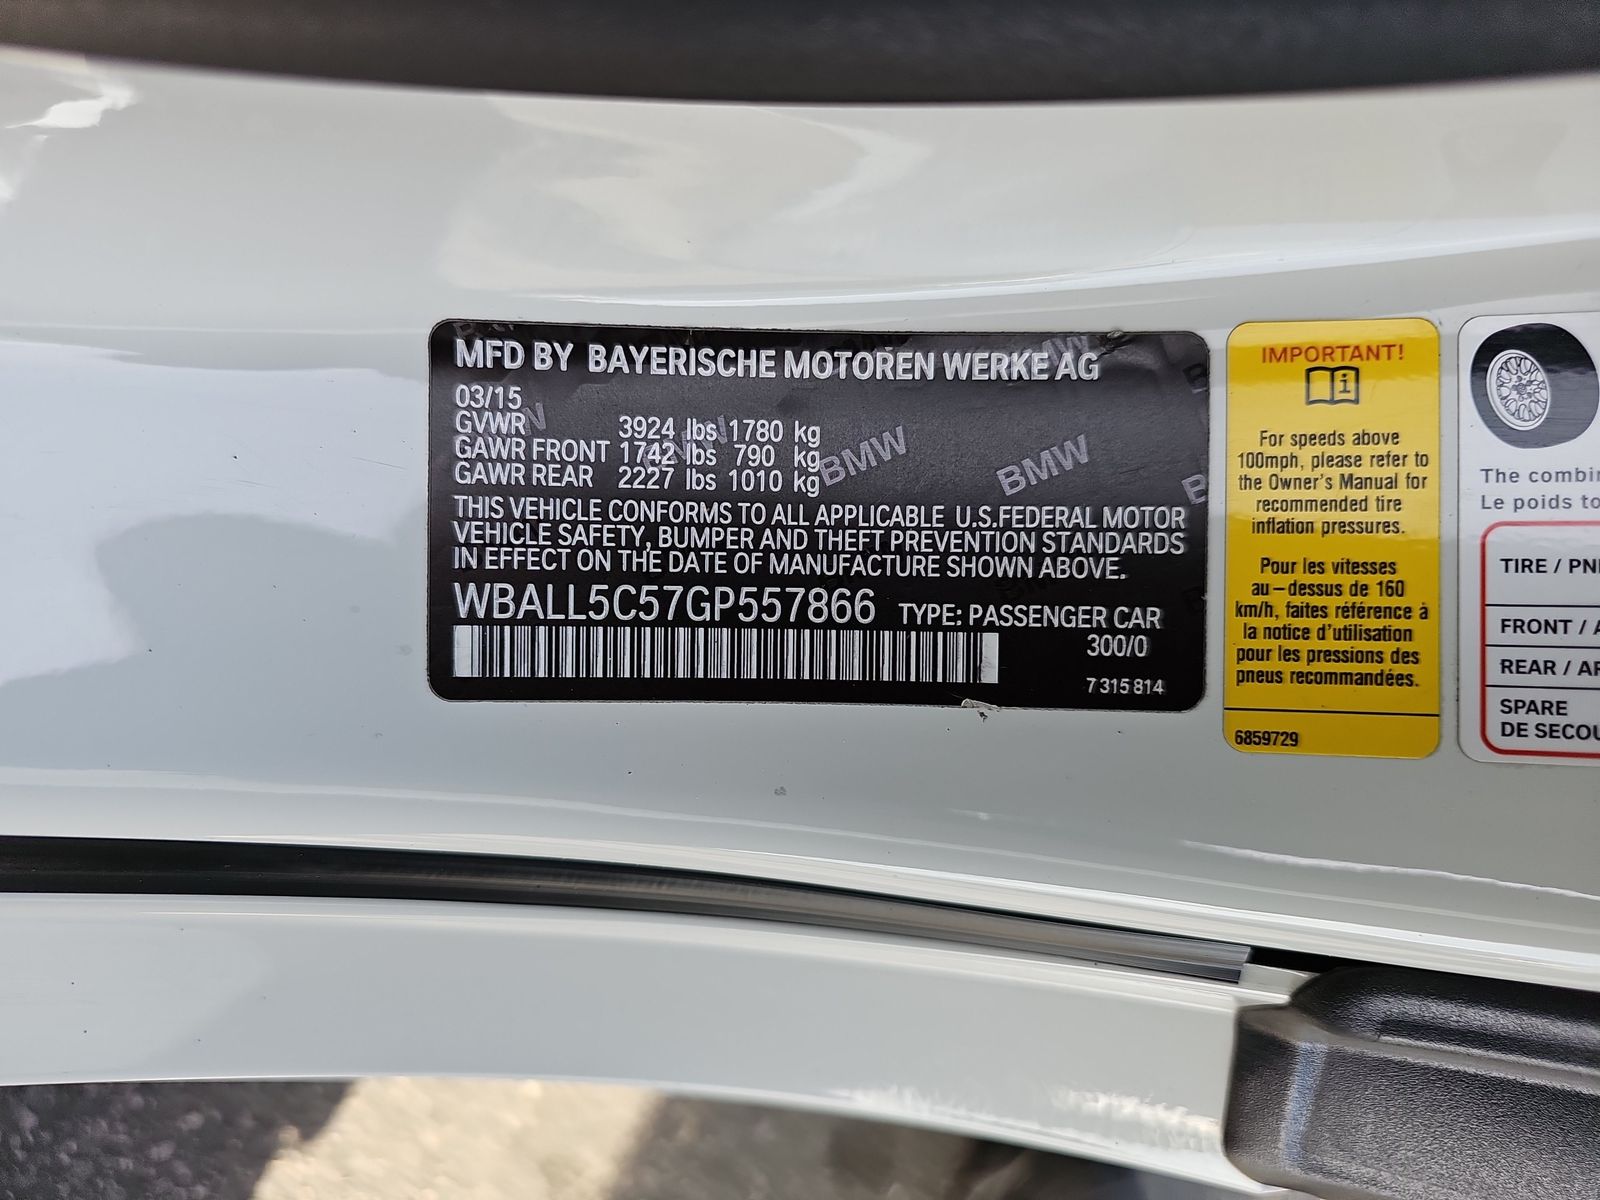 MFD BY BAYERISCHE MOTOREN WERKE AG
03/15
GVWR 3924 lbs 1780 kg
GAWR FRONT 1742 lbs 790 kg
GAWR REAR 2227 lbs 1010 kg
THIS VEHICLE CONFORMS TO ALL APPLICABLE U.S.FEDERAL MOTOR
VEHICLE SAFETY, BUMPER AND THEFT PREVENTION STANDARDS
IN EFFECT ON THE DATE OF MANUFACTURE SHOWN ABOVE.
WBALL5C57GP557866 TYPE: PASSENGER CAR
300/0
7 315 814
BMW
BMW
IMPORTANT!
For speeds above
100mph, please refer to
the Owner's Manual for
recommended tire
inflation pressures.
Pour les vitesses
au-dessus de 160
km/h, faites référence à
la notice d'utilisation
pour les pressions des
pneus recommandées.
6859729
The combin
Le poids to
TIRE / PN
FRONT / A
REAR / AR
SPARE
DE SECOU